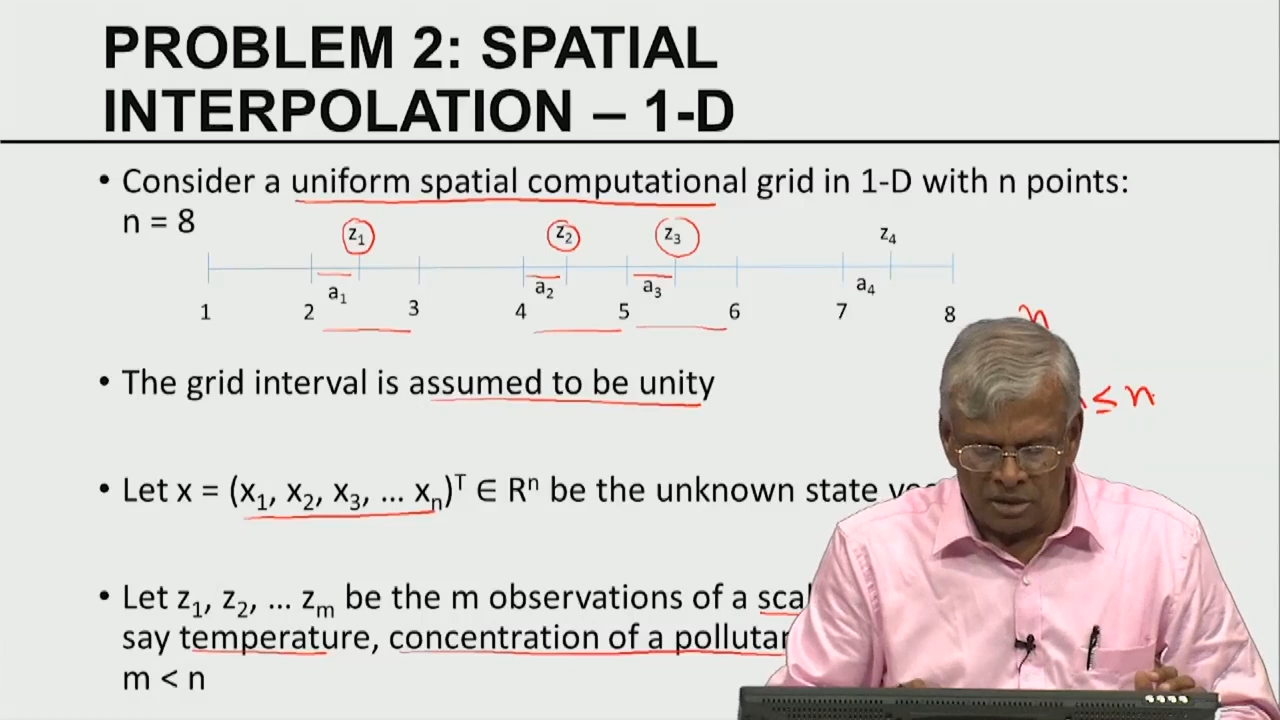 PROBLEM 2: SPATIAL
INTERPOLATION – 1-D
• Consider a uniform spatial computational grid in 1-D with n points:
n = 8
z₁ z₂ z₃ z₄
a₁ a₂ a₃ a₄
1 2 3 4 5 6 7 8
n
• The grid interval is assumed to be unity
≤ n
• Let x = (x₁, x₂, x₃, ... xₙ)ᵀ ∈ Rⁿ be the unknown state
• Let z₁, z₂, ... zₘ be the m observations of a
say temperature, concentration of a
m < n